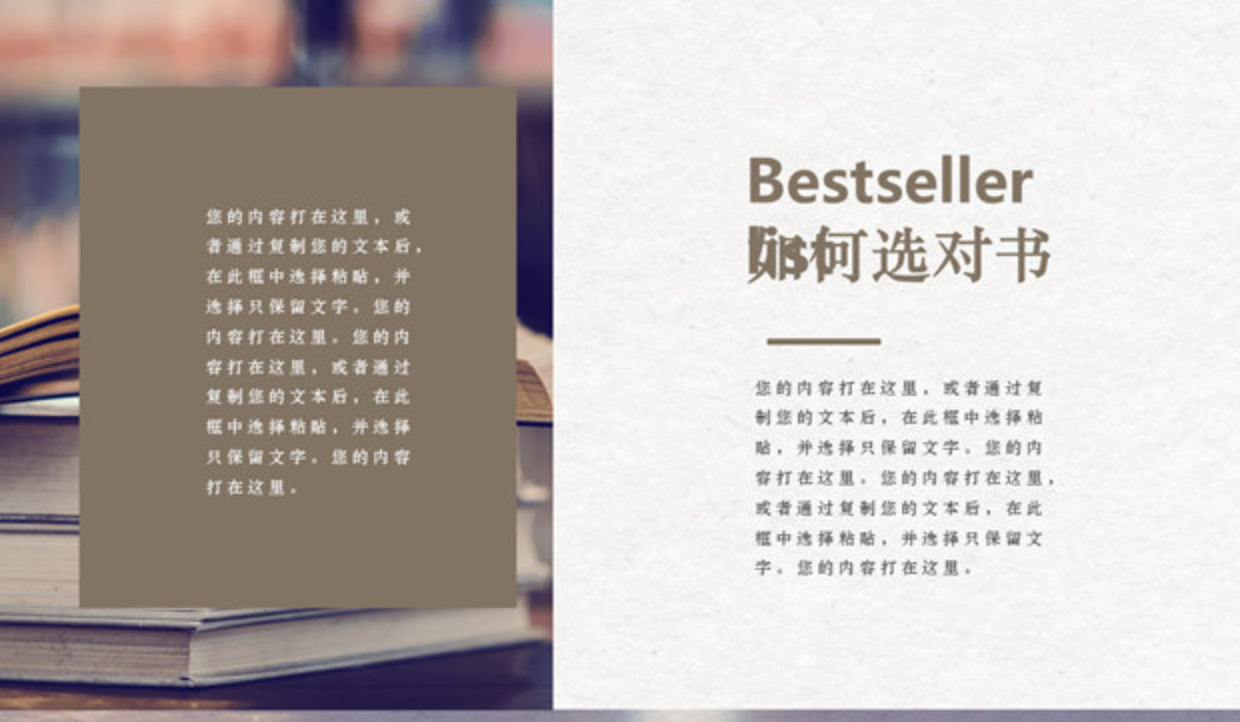 您的内容打在这里，或
者通过复制您的文本后，
在此框中选择粘贴，并
选择只保留文字。您的
内容打在这里。您的内
容打在这里，或者通过
复制您的文本后，在此
框中选择粘贴，并选择
只保留文字。您的内容
打在这里。
Bestseller
list
如何选对书
您的内容打在这里，或者通过复
制您的文本后，在此框中选择粘
贴，并选择只保留文字。您的内
容打在这里。您的内容打在这里，
或者通过复制您的文本后，在此
框中选择粘贴，并选择只保留文
字。您的内容打在这里。